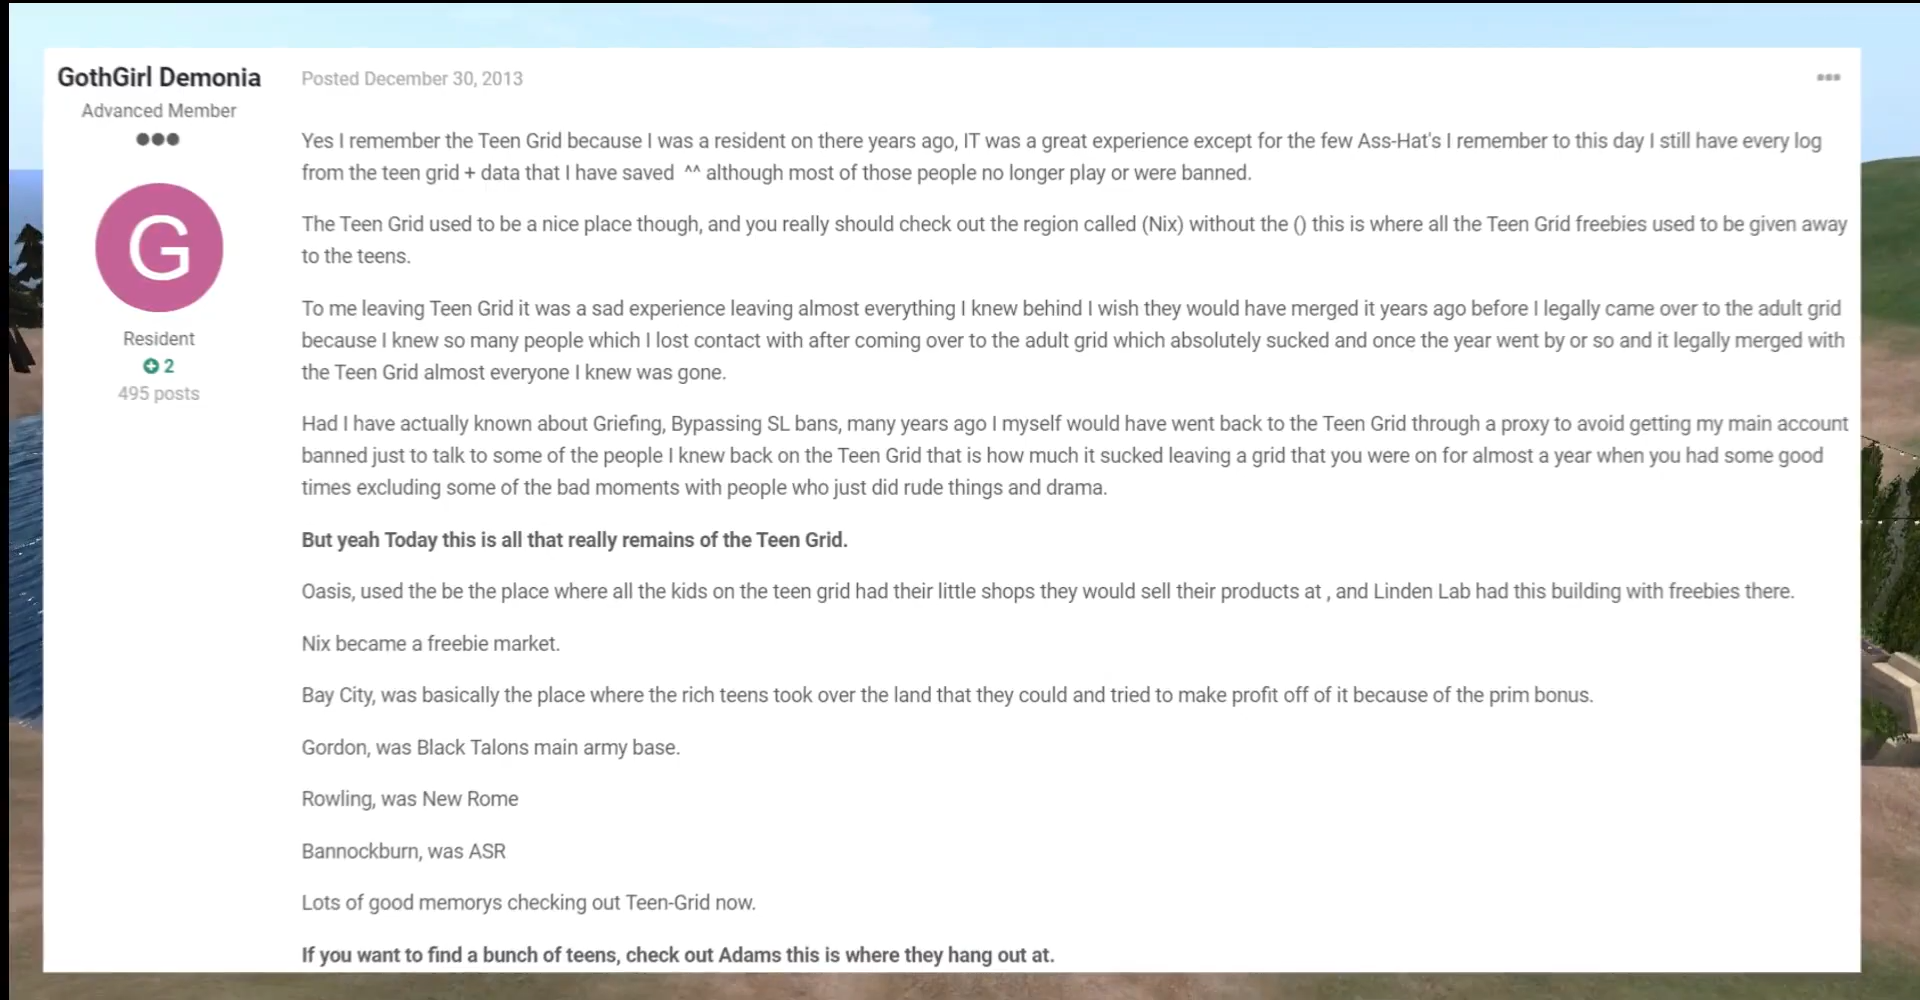 GothGirl Demonia
Advanced Member
G
Resident
2
495 posts
Posted December 30, 2013
Yes I remember the Teen Grid because I was a resident on there years ago, IT was a great experience except for the few Ass-Hat's I remember to this day I still have every log
from the teen grid + data that I have saved ^^ although most of those people no longer play or were banned.
The Teen Grid used to be a nice place though, and you really should check out the region called (Nix) without the () this is where all the Teen Grid freebies used to be given away
to the teens.
To me leaving Teen Grid it was a sad experience leaving almost everything I knew behind I wish they would have merged it years ago before I legally came over to the adult grid
because I knew so many people which I lost contact with after coming over to the adult grid which absolutely sucked and once the year went by or so and it legally merged with
the Teen Grid almost everyone I knew was gone.
Had I have actually known about Griefing, Bypassing SL bans, many years ago I myself would have went back to the Teen Grid through a proxy to avoid getting my main account
banned just to talk to some of the people I knew back on the Teen Grid that is how much it sucked leaving a grid that you were on for almost a year when you had some good
times excluding some of the bad moments with people who just did rude things and drama.
But yeah Today this is all that really remains of the Teen Grid.
Oasis, used the be the place where all the kids on the teen grid had their little shops they would sell their products at , and Linden Lab had this building with freebies there.
Nix became a freebie market.
Bay City, was basically the place where the rich teens took over the land that they could and tried to make profit off of it because of the prim bonus.
Gordon, was Black Talons main army base.
Rowling, was New Rome
Bannockburn, was ASR
Lots of good memorys checking out Teen-Grid now.
If you want to find a bunch of teens, check out Adams this is where they hang out at.